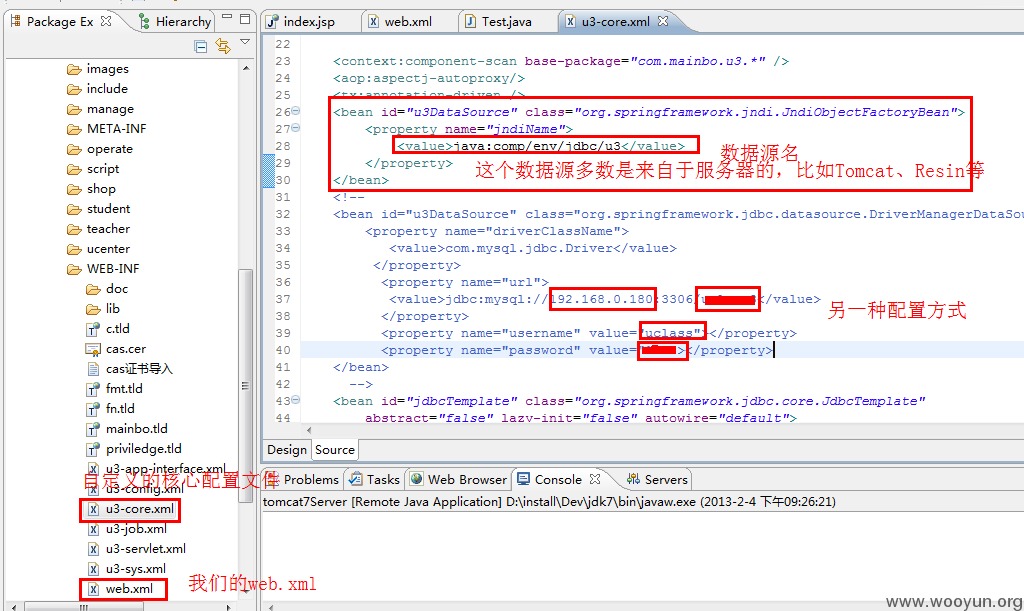 Package Ex
Hierarchy
index.jsp
web.xml
Test.java
u3-core.xml
images
include
manage
META-INF
operate
script
shop
student
teacher
ucenter
WEB-INF
doc
lib
c.tld
cas.cer
cas证书导入
fmt.tld
fn.tld
mainbo.tld
priviledge.tld
u3-app-interface.xml
自定义的核心配置文件
u3-config.xml
u3-core.xml
u3-job.xml
u3-servlet.xml
u3-sys.xml
web.xml
我们的web.xml
22
23 <context:component-scan base-package="com.mainbo.u3.*" />
24 <aop:aspectj-autoproxy/>
25 <tx:annotation-driven />
26 <bean id="u3DataSource" class="org.springframework.jndi.JndiObjectFactoryBean">
27 <property name="jndiName">
28 <value>java:comp/env/jdbc/u3</value>
数据源名
29 </property>
这个数据源多数是来自于服务器的，比如Tomcat、Resin等
30 </bean>
31 <!--
32 <bean id="u3DataSource" class="org.springframework.jdbc.datasource.DriverManagerDataSou
33 <property name="driverClassName">
34 <value>com.mysql.jdbc.Driver</value>
35 </property>
36 <property name="url">
37 <value>jdbc:mysql://192.168.0.180:3306/ </value>
另一种配置方式
38 </property>
39 <property name="username" value="uclass"></property>
40 <property name="password" value= ></property>
41 </bean>
42 -->
43 <bean id="jdbcTemplate" class="org.springframework.jdbc.core.JdbcTemplate"
44 abstract="false" lazy-init="false" autowire="default">
Design
Source
Problems
Tasks
Web Browser
Console
Servers
tomcat7Server [Remote Java Application] D:\install\Dev\jdk7\bin\javaw.exe (2013-2-4 下午09:26:21)
www.wooyun.org